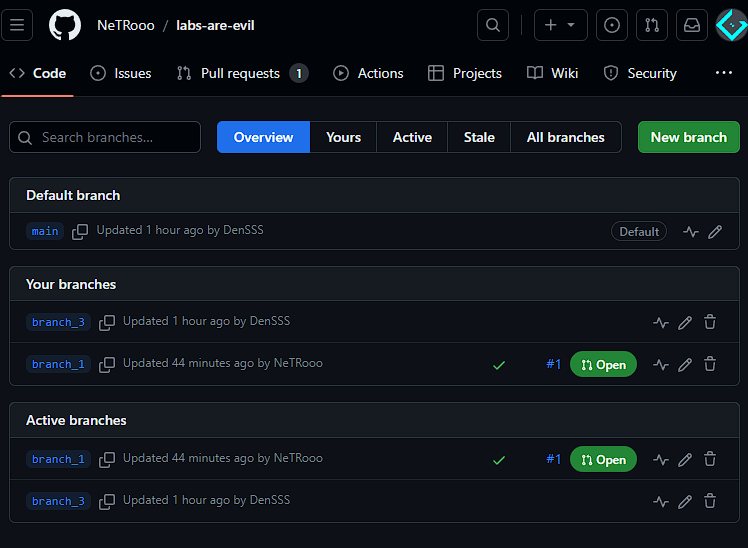 NeTRooo / labs-are-evil
Code Issues Pull requests 1 Actions Projects Wiki Security
Search branches... Overview Yours Active Stale All branches New branch
Default branch
main Updated 1 hour ago by DenSSS Default
Your branches
branch_3 Updated 1 hour ago by DenSSS
branch_1 Updated 44 minutes ago by NeTRooo #1 Open
Active branches
branch_1 Updated 44 minutes ago by NeTRooo #1 Open
branch_3 Updated 1 hour ago by DenSSS